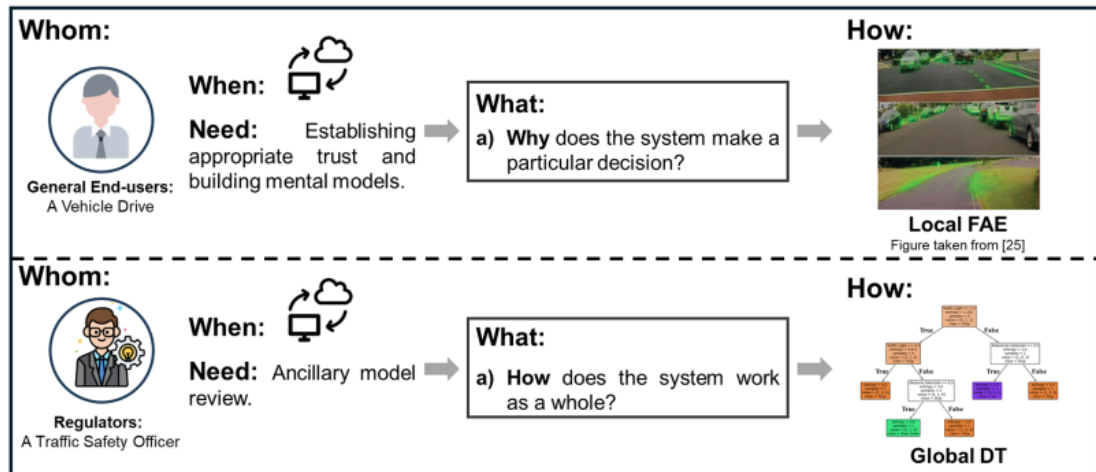 Whom:
When:
Need: Establishing
appropriate trust and
building mental models.
General End-users:
A Vehicle Drive
What:
a) Why does the system make a
particular decision?
How:
Local FAE
Figure taken from [25]
Whom:
When:
Need: Ancillary model
review.
Regulators:
A Traffic Safety Officer
What:
a) How does the system work
as a whole?
How:
True
False
True
False
True
False
True
False
Global DT